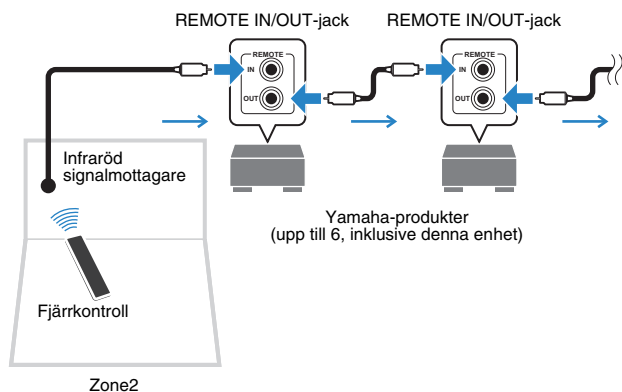 REMOTE IN/OUT-jack
REMOTE IN/OUT-jack
REMOTE
IN
OUT
REMOTE
IN
OUT
Infraröd
signalmottagare
Yamaha-produkter
(upp till 6, inklusive denna enhet)
Fjärrkontroll
Zone2